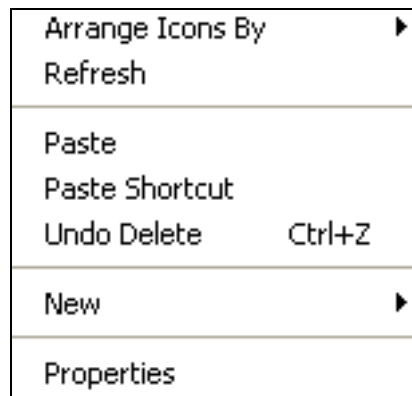 Arrange Icons By
Refresh
Paste
Paste Shortcut
Undo Delete Ctrl+Z
New
Properties